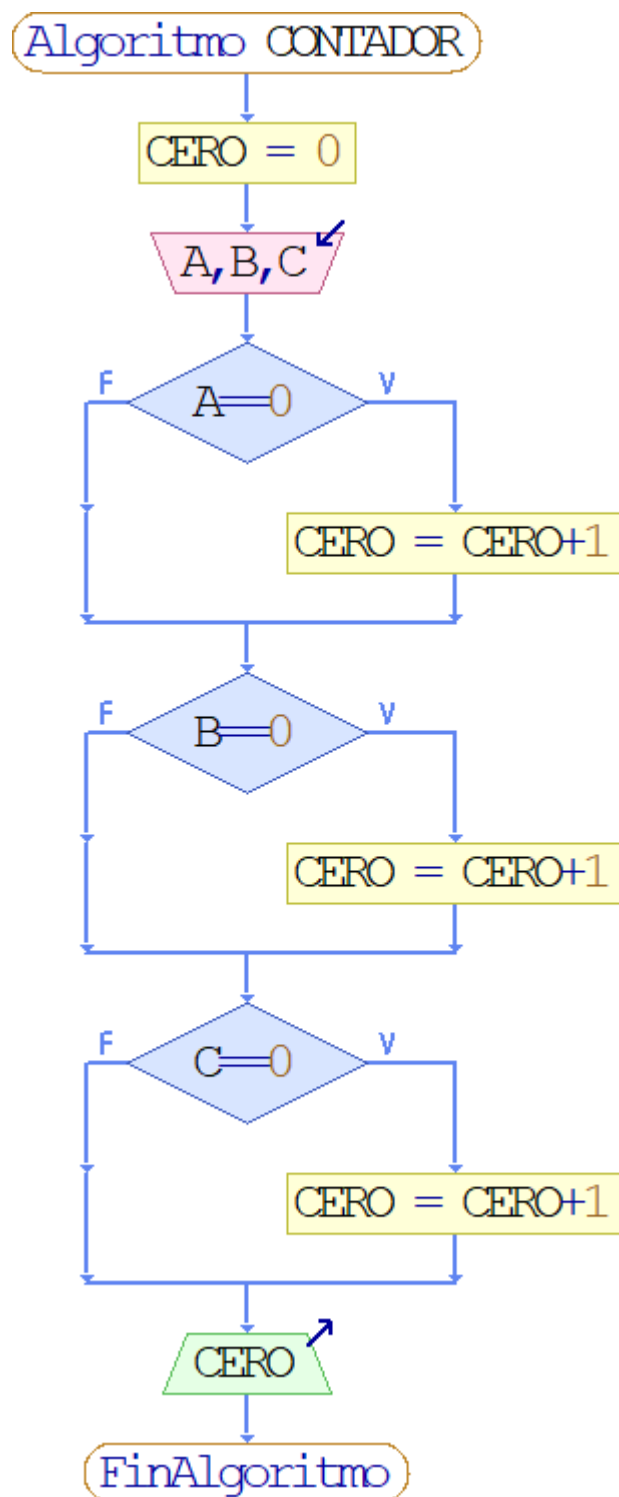 Algoritmo CONTADOR
CERO = 0
A,B,C
F
V
A==0
CERO = CERO+1
F
V
B==0
CERO = CERO+1
F
V
C==0
CERO = CERO+1
CERO
FinAlgoritmo